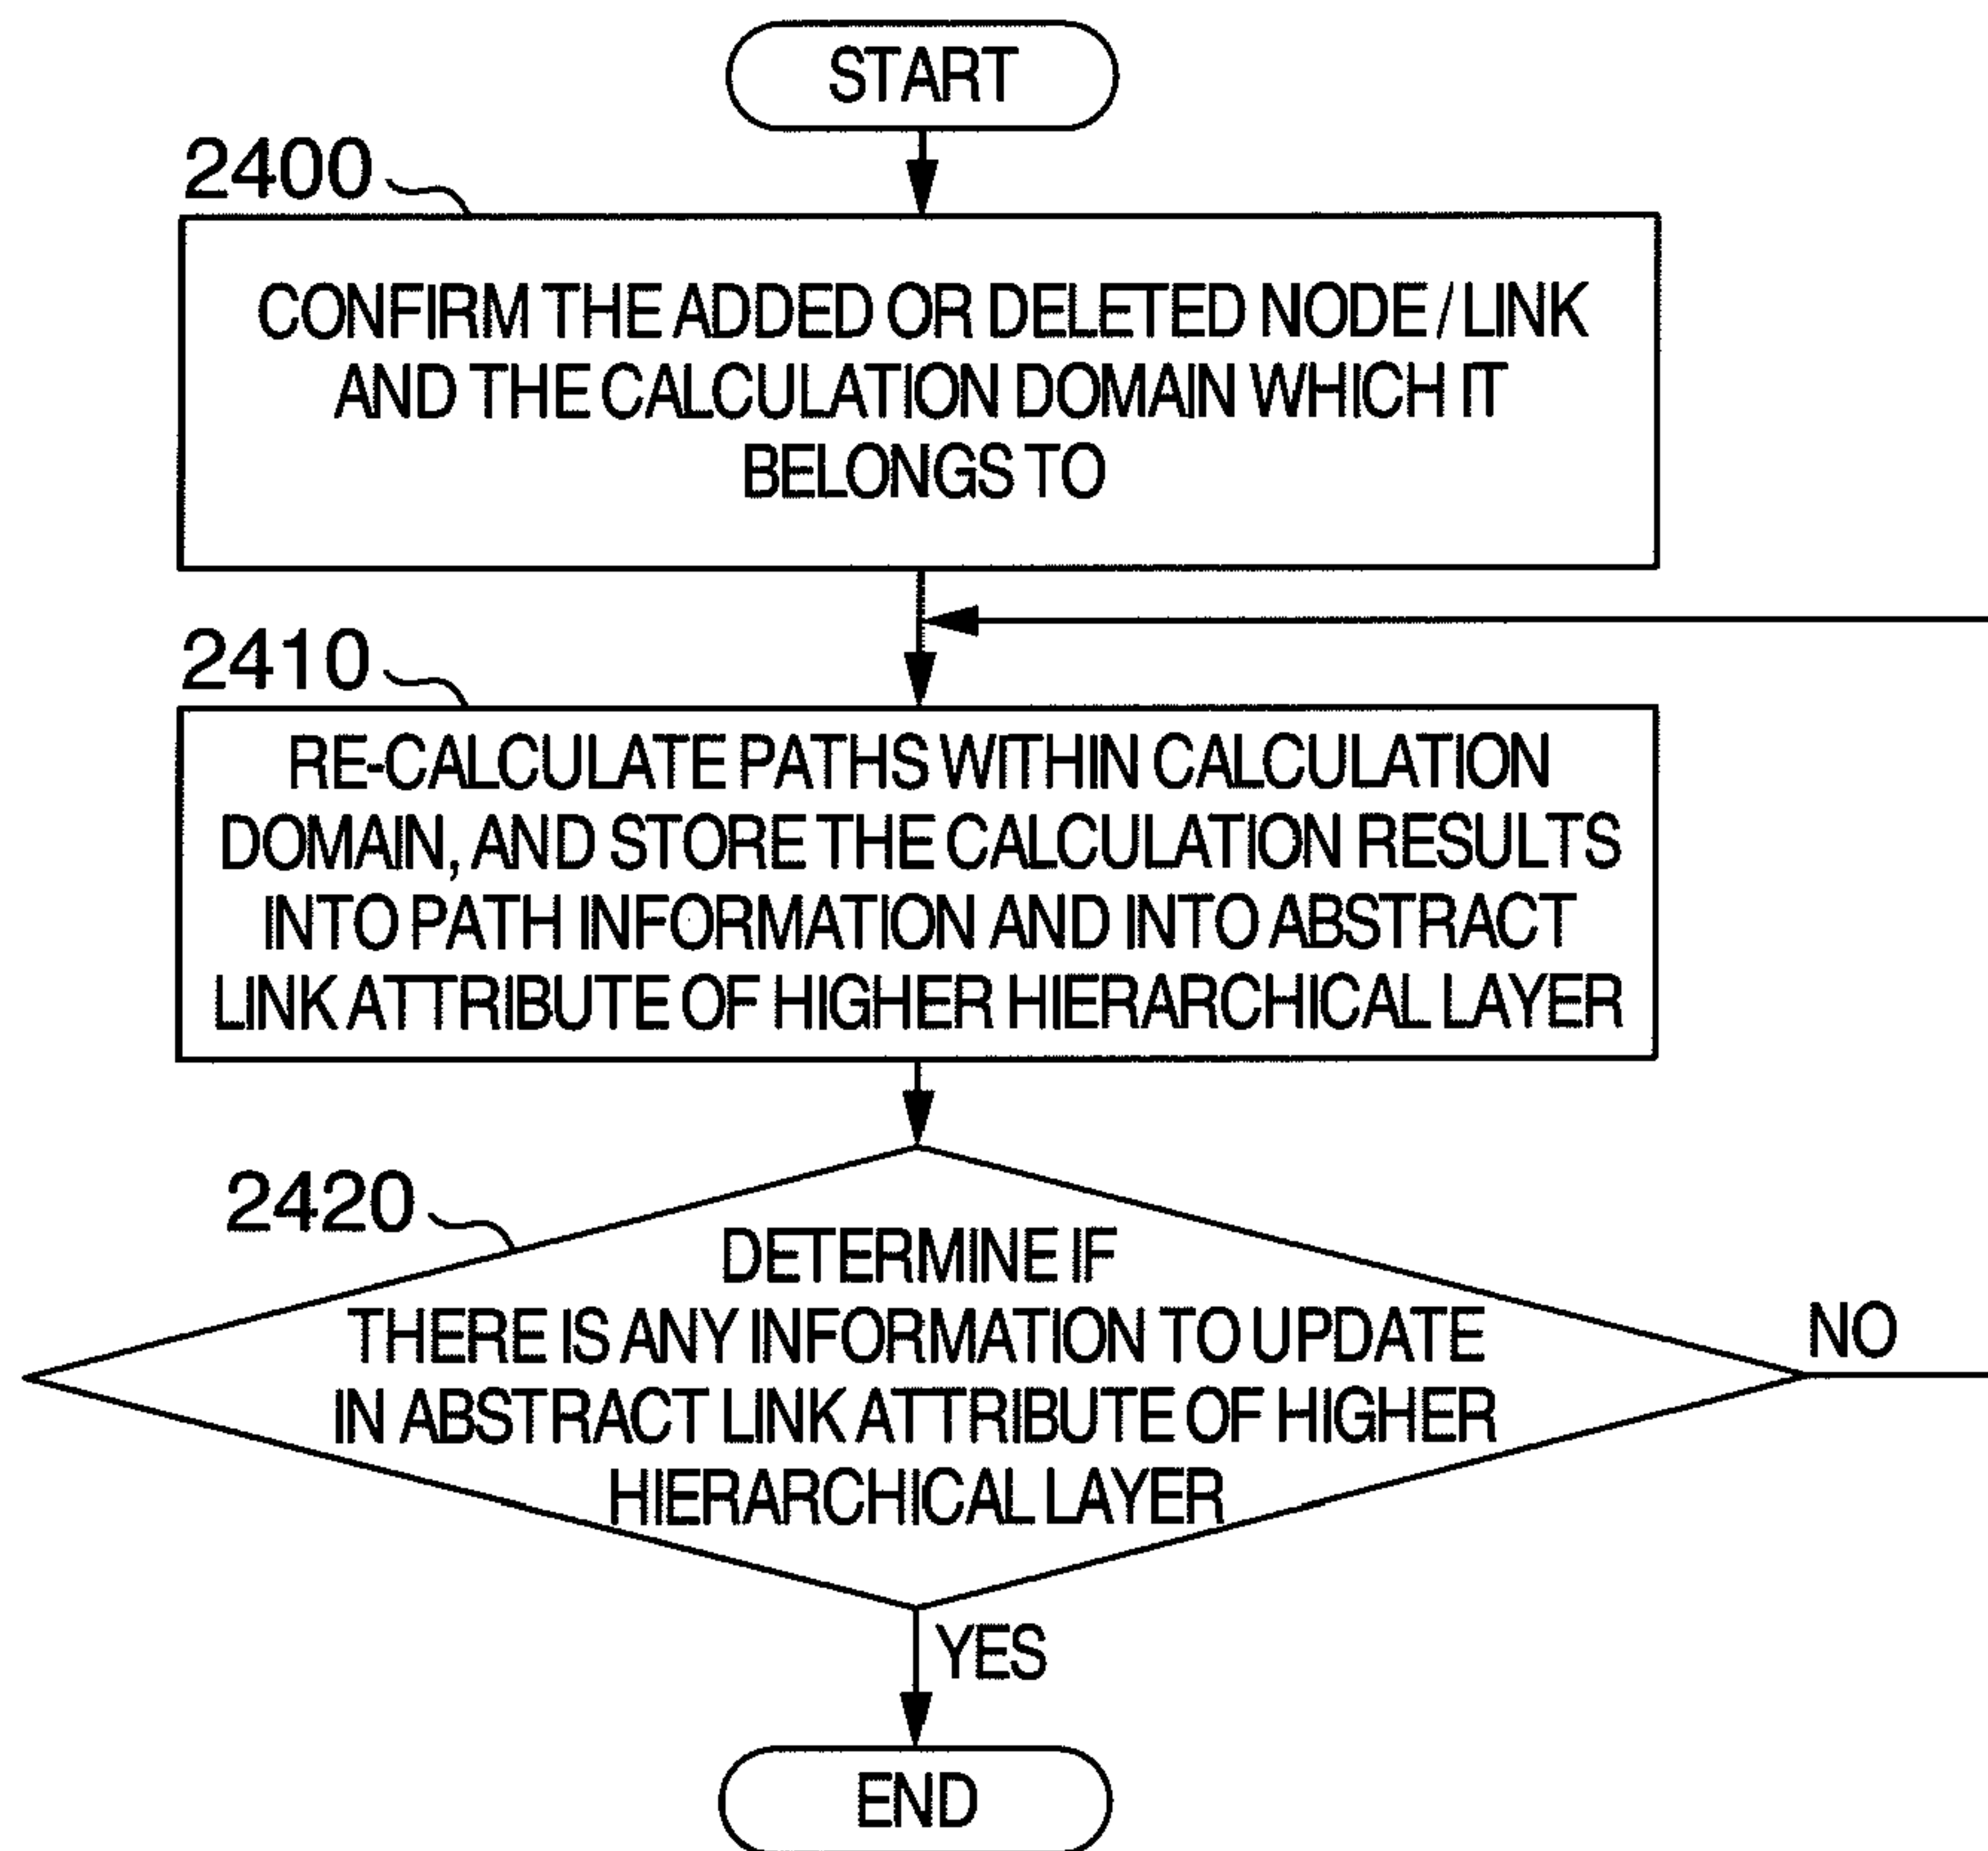 START
2400
CONFIRM THE ADDED OR DELETED NODE / LINK
AND THE CALCULATION DOMAIN WHICH IT
BELONGS TO
2410
RE-CALCULATE PATHS WITHIN CALCULATION
DOMAIN, AND STORE THE CALCULATION RESULTS
INTO PATH INFORMATION AND INTO ABSTRACT
LINK ATTRIBUTE OF HIGHER HIERARCHICAL LAYER
2420
DETERMINE IF
THERE IS ANY INFORMATION TO UPDATE
IN ABSTRACT LINK ATTRIBUTE OF HIGHER
HIERARCHICAL LAYER
NO
YES
END